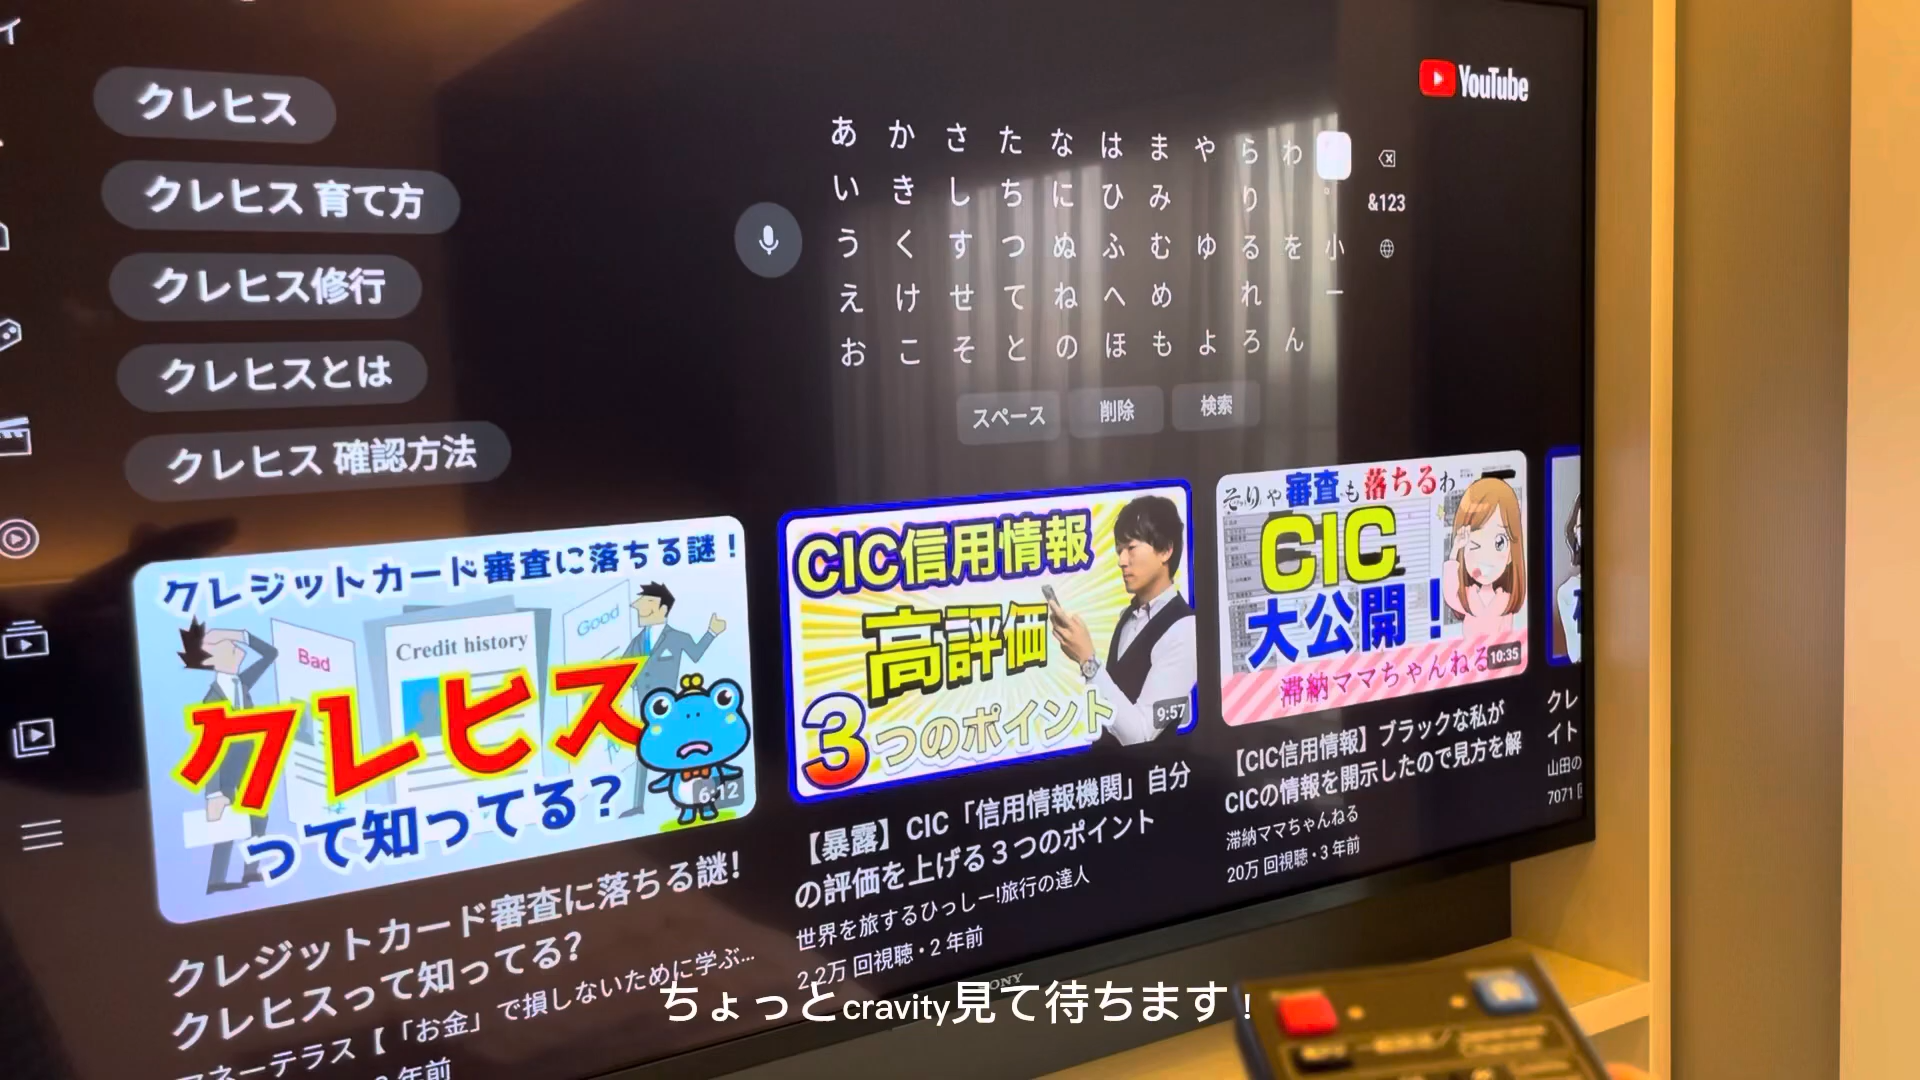 クレヒス
クレヒス 育て方
クレヒス修行
クレヒスとは
クレヒス 確認方法
YouTube
あ か さ た な は ま や ら わ
い き し ち に ひ み り ゜
&123
う く す つ ぬ ふ む ゆ る を 小
え け せ て ね へ め れ ー
お こ そ と の ほ も よ ろ ん
スペース 削除 検索
クレジットカード審査に落ちる謎!
Bad
Credit history
Good
クレヒス
って知ってる?
6:12
クレジットカード審査に落ちる謎!
クレヒスって知ってる?
マネーテラス【「お金」で損しないために学ぶ...
年前
CIC信用情報
高評価
3つのポイント
9:57
【暴露】CIC「信用情報機関」自分
の評価を上げる3つのポイント
世界を旅するひっしー!旅行の達人
2.2万 回視聴・2 年前
そりゃ審査も落ちるわ
CIC
大公開!
滞納ママちゃんねる
10:35
【CIC信用情報】ブラックな私が
CICの情報を開示したので見方を解
滞納ママちゃんねる
20万 回視聴・3 年前
クレ
イト
山田の
7071
SONY
ちょっとcravity見て待ちます!